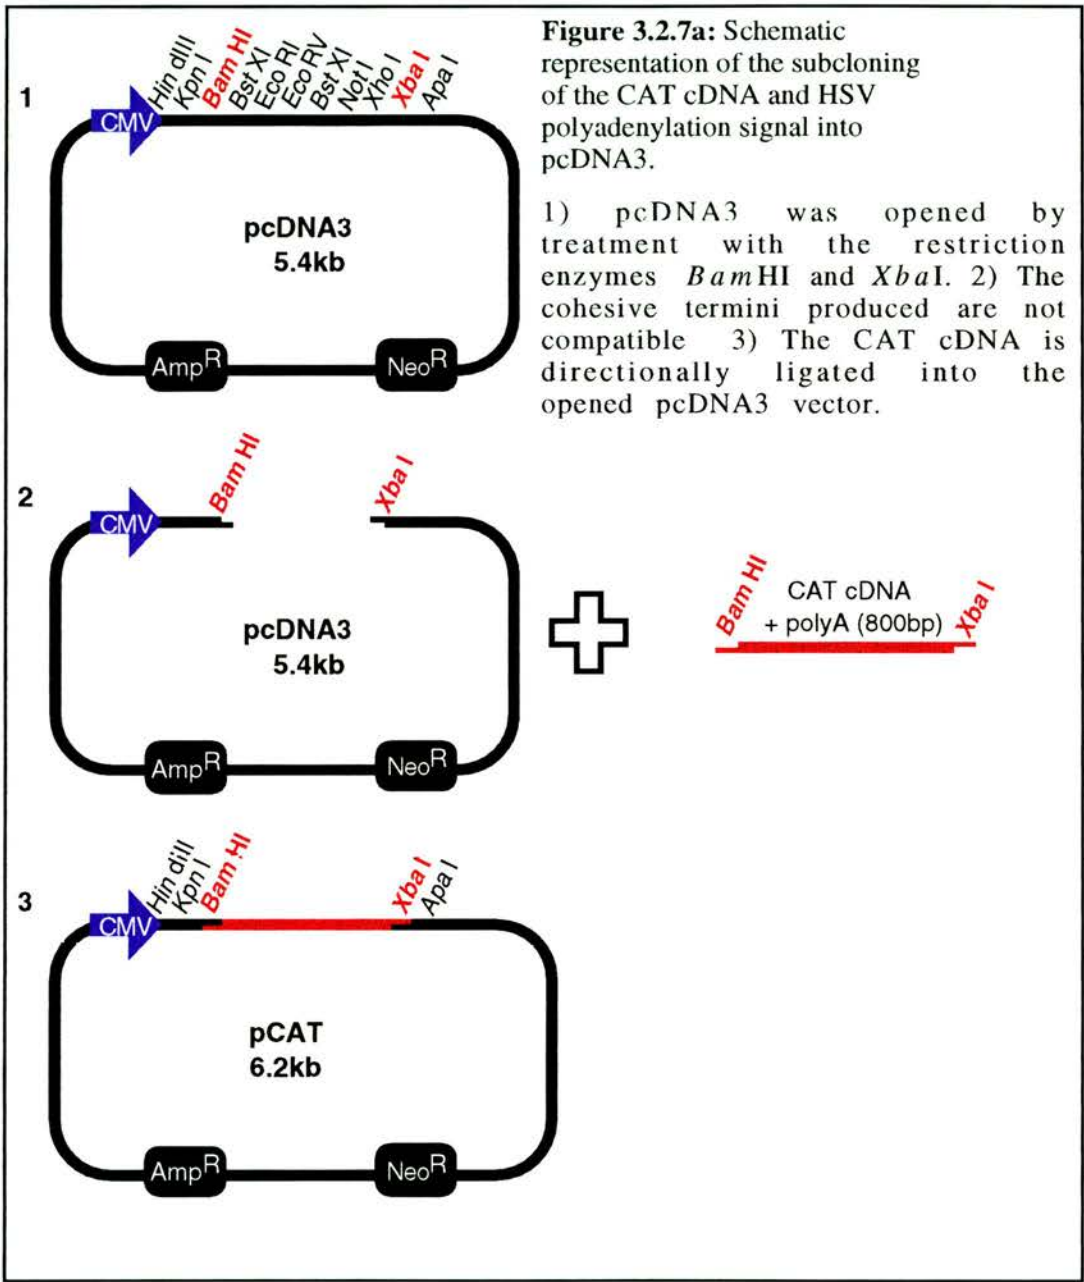 Figure 3.2.7a: Schematic
representation of the subcloning
of the CAT cDNA and HSV
polyadenylation signal into
pcDNA3.
1) pcDNA3 was opened by
treatment with the restriction
enzymes BamHI and XbaI. 2) The
cohesive termini produced are not
compatible 3) The CAT cDNA is
directionally ligated into the
opened pcDNA3 vector.
1
CMV
Hin dIII
Kpn I
Bam HI
Bst XI
Eco RI
Eco RV
Bst XI
Not I
Xho I
Xba I
Apa I
pcDNA3
5.4kb
AmpR
NeoR
2
CMV
Bam HI
Xba I
pcDNA3
5.4kb
AmpR
NeoR
Bam HI
CAT cDNA
+ polyA (800bp)
Xba I
3
CMV
Hin dIII
Kpn I
Bam HI
Xba I
Apa I
pCAT
6.2kb
AmpR
NeoR